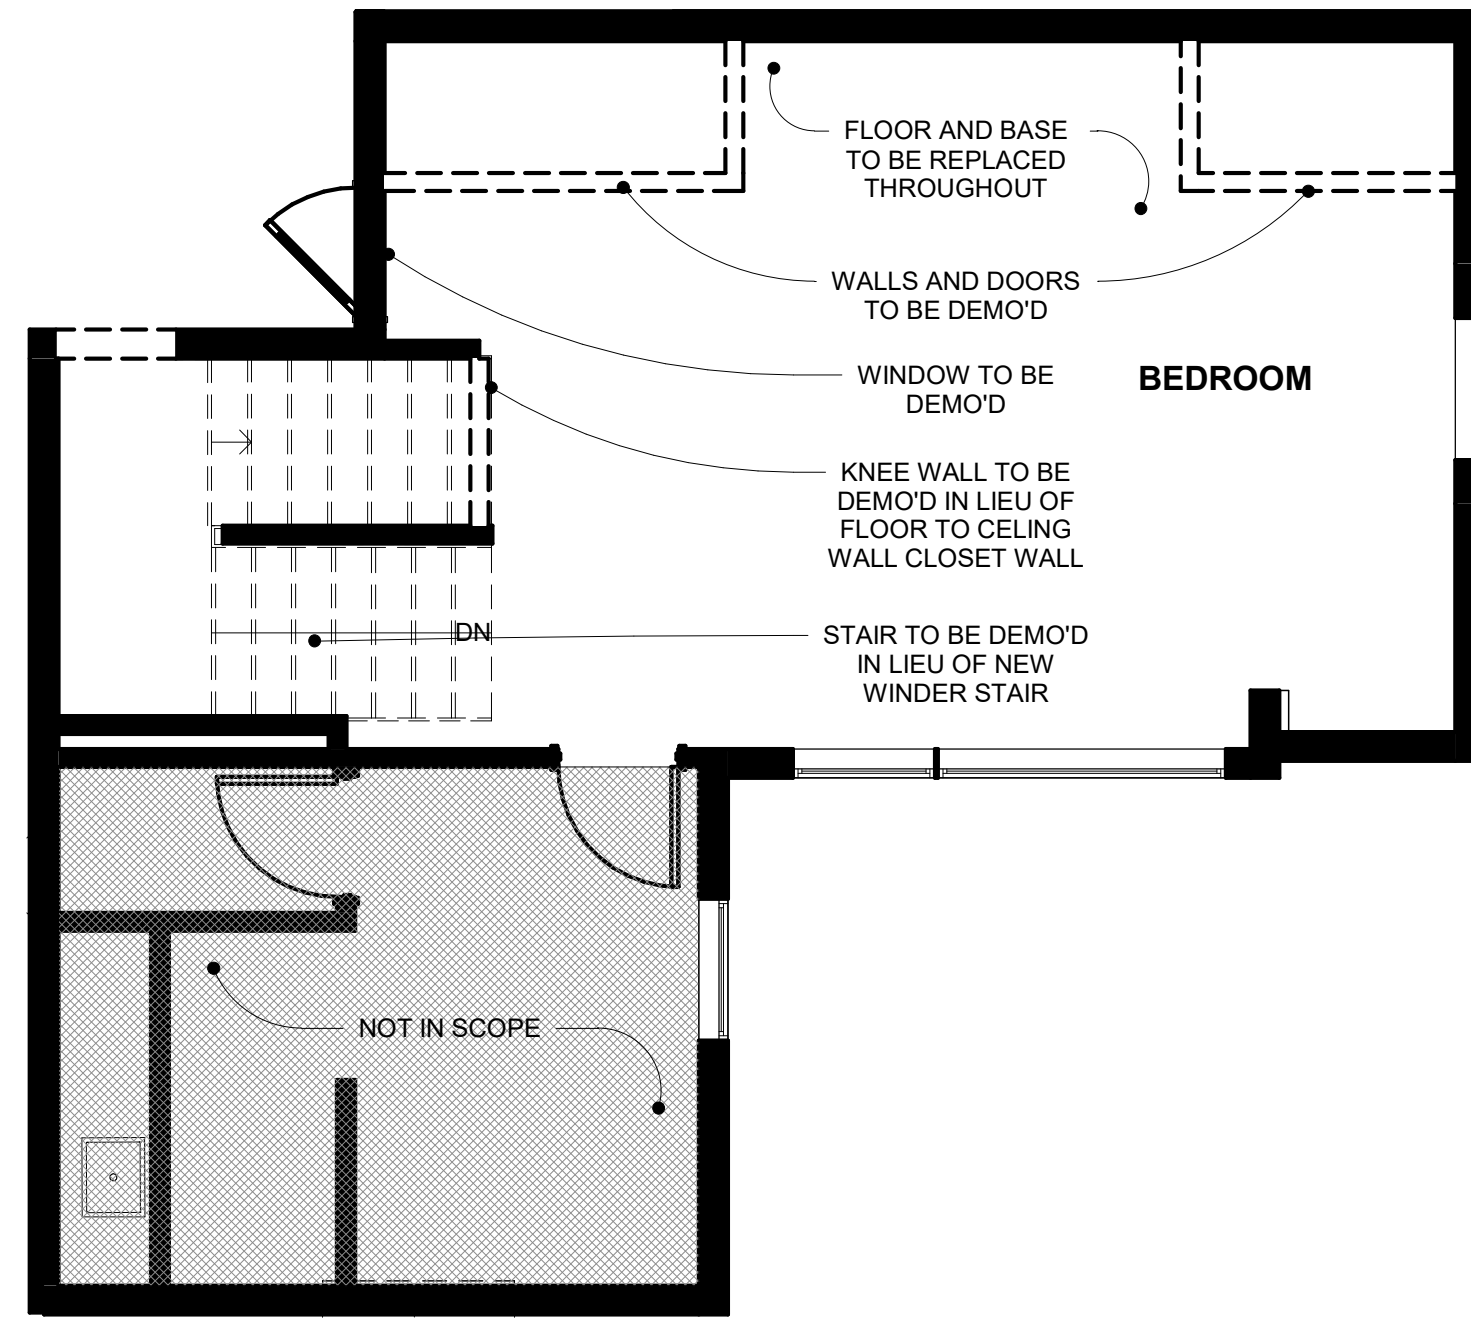 FLOOR AND BASE
TO BE REPLACED
THROUGHOUT
WALLS AND DOORS
TO BE DEMO'D
WINDOW TO BE
DEMO'D
BEDROOM
KNEE WALL TO BE
DEMO'D IN LIEU OF
FLOOR TO CELING
WALL CLOSET WALL
DN
STAIR TO BE DEMO'D
IN LIEU OF NEW
WINDER STAIR
NOT IN SCOPE